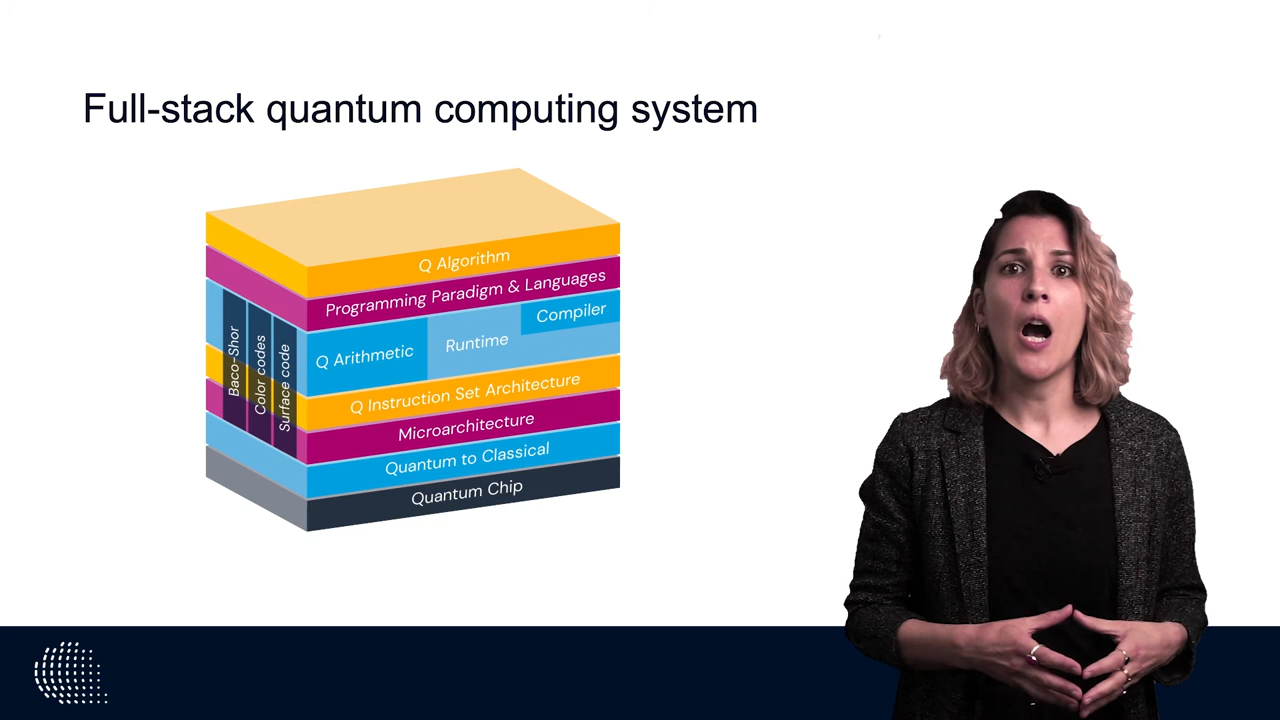 Full-stack quantum computing system
Q Algorithm
Programming Paradigm & Languages
Q Arithmetic
Runtime
Compiler
Q Instruction Set Architecture
Microarchitecture
Quantum to Classical
Quantum Chip
Baco-Shor
Color codes
Surface code